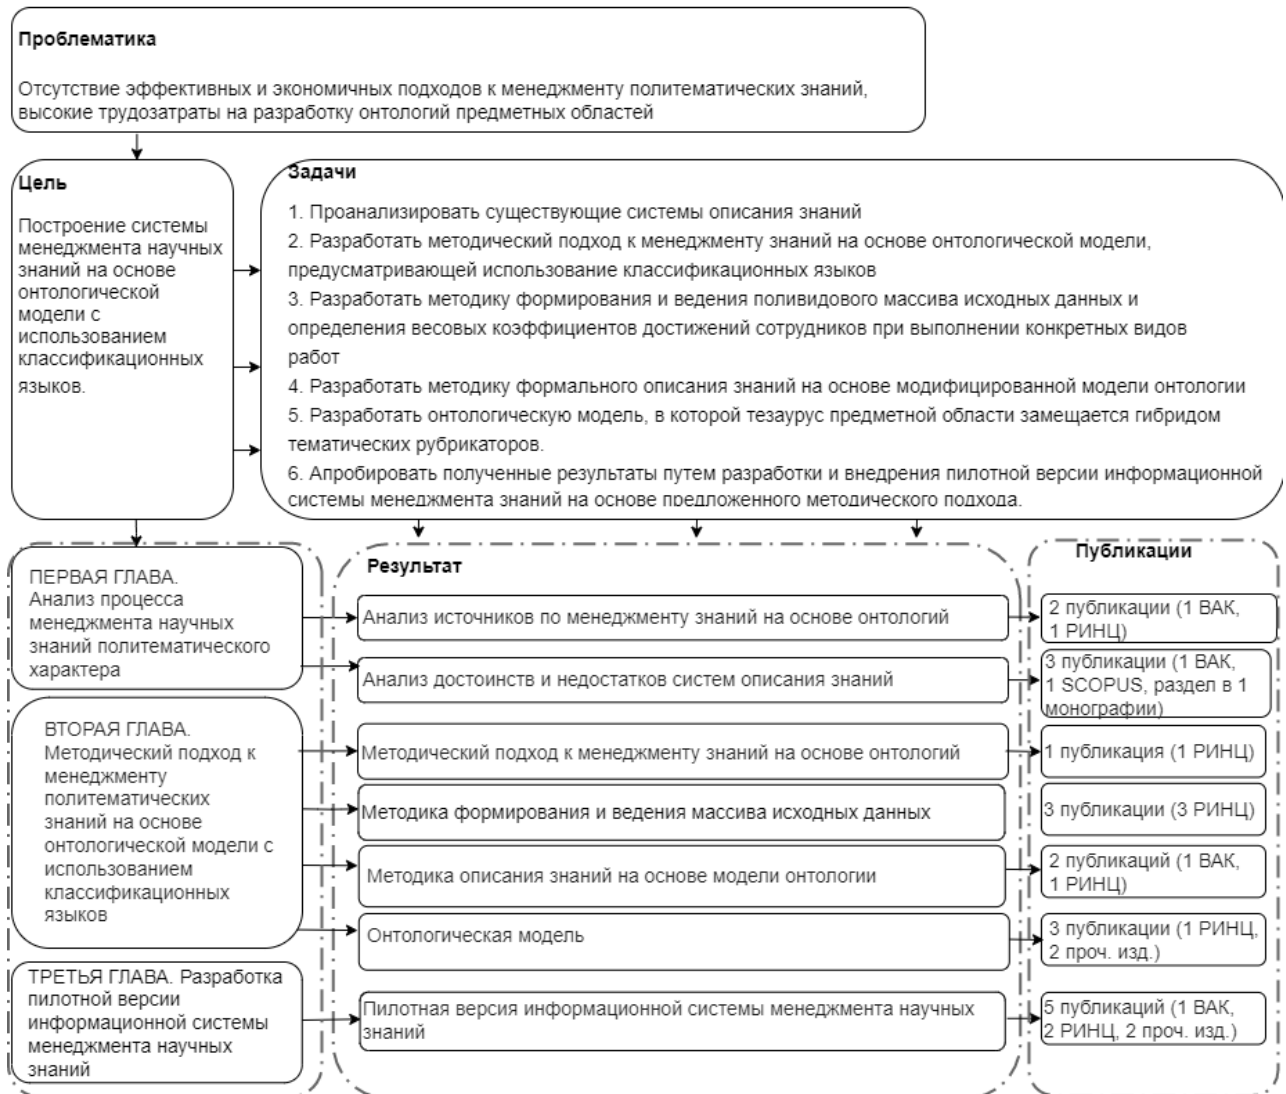 Проблематика
Отсутствие эффективных и экономичных подходов к менеджменту политематических знаний,
высокие трудозатраты на разработку онтологий предметных областей
Цель
Построение системы
менеджмента научных
знаний на основе
онтологической
модели с
использованием
классификационных
языков.
Задачи
1. Проанализировать существующие системы описания знаний
2. Разработать методический подход к менеджменту знаний на основе онтологической модели,
предусматривающей использование классификационных языков
3. Разработать методику формирования и ведения поливидового массива исходных данных и
определения весовых коэффициентов достижений сотрудников при выполнении конкретных видов
работ
4. Разработать методику формального описания знаний на основе модифицированной модели онтологии
5. Разработать онтологическую модель, в которой тезаурус предметной области замещается гибридом
тематических рубрикаторов.
6. Апробировать полученные результаты путем разработки и внедрения пилотной версии информационной
системы менеджмента знаний на основе предложенного методического подхода.
ПЕРВАЯ ГЛАВА.
Анализ процесса
менеджмента научных
знаний политематического
характера
ВТОРАЯ ГЛАВА.
Методический подход к
менеджменту
политематических
знаний на основе
онтологической модели с
использованием
классификационных
языков
ТРЕТЬЯ ГЛАВА. Разработка
пилотной версии
информационной системы
менеджмента научных
знаний
Результат
Анализ источников по менеджменту знаний на основе онтологий
Анализ достоинств и недостатков систем описания знаний
Методический подход к менеджменту знаний на основе онтологий
Методика формирования и ведения массива исходных данных
Методика описания знаний на основе модели онтологии
Онтологическая модель
Пилотная версия информационной системы менеджмента научных
знаний
Публикации
2 публикации (1 ВАК,
1 РИНЦ)
3 публикации (1 ВАК,
1 SCOPUS, раздел в 1
монографии)
1 публикация (1 РИНЦ)
3 публикации (3 РИНЦ)
2 публикаций (1 ВАК,
1 РИНЦ)
3 публикации (1 РИНЦ,
2 проч. изд.)
5 публикаций (1 ВАК,
2 РИНЦ, 2 проч. изд.)